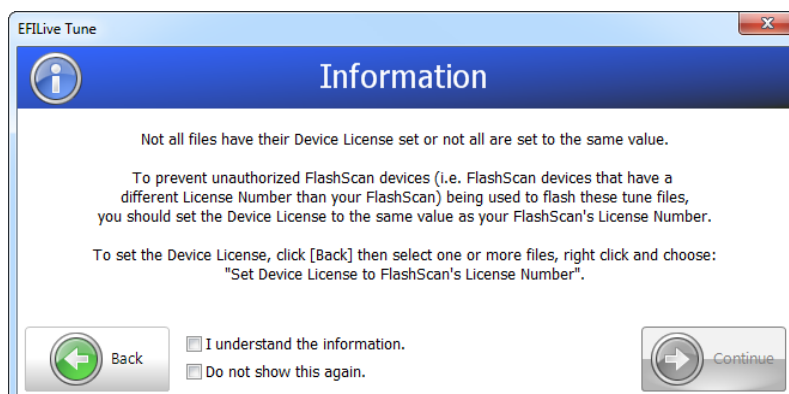 EFILive Tune
Information
Not all files have their Device License set or not all are set to the same value.
To prevent unauthorized FlashScan devices (i.e. FlashScan devices that have a
different License Number than your FlashScan) being used to flash these tune files,
you should set the Device License to the same value as your FlashScan's License Number.
To set the Device License, click [Back] then select one or more files, right click and choose:
"Set Device License to FlashScan's License Number".
Back
I understand the information.
Do not show this again.
Continue